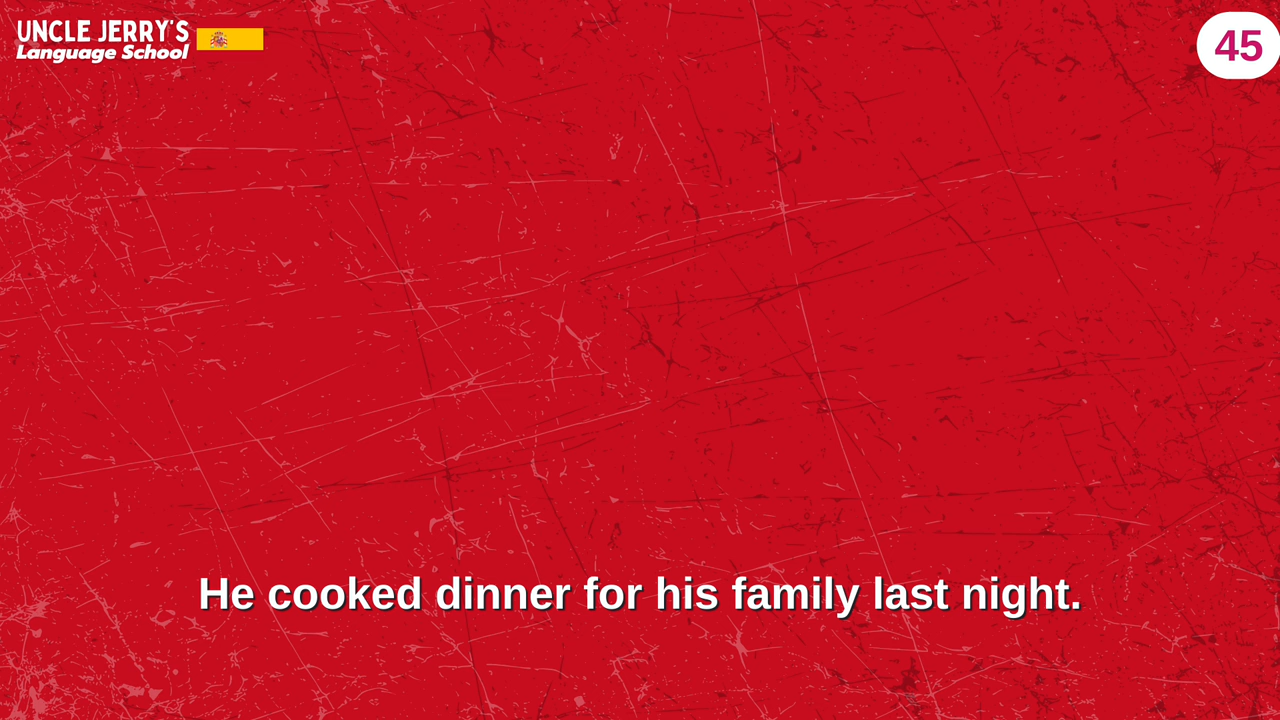 UNCLE JERRY'S
Language School
45
He cooked dinner for his family last night.